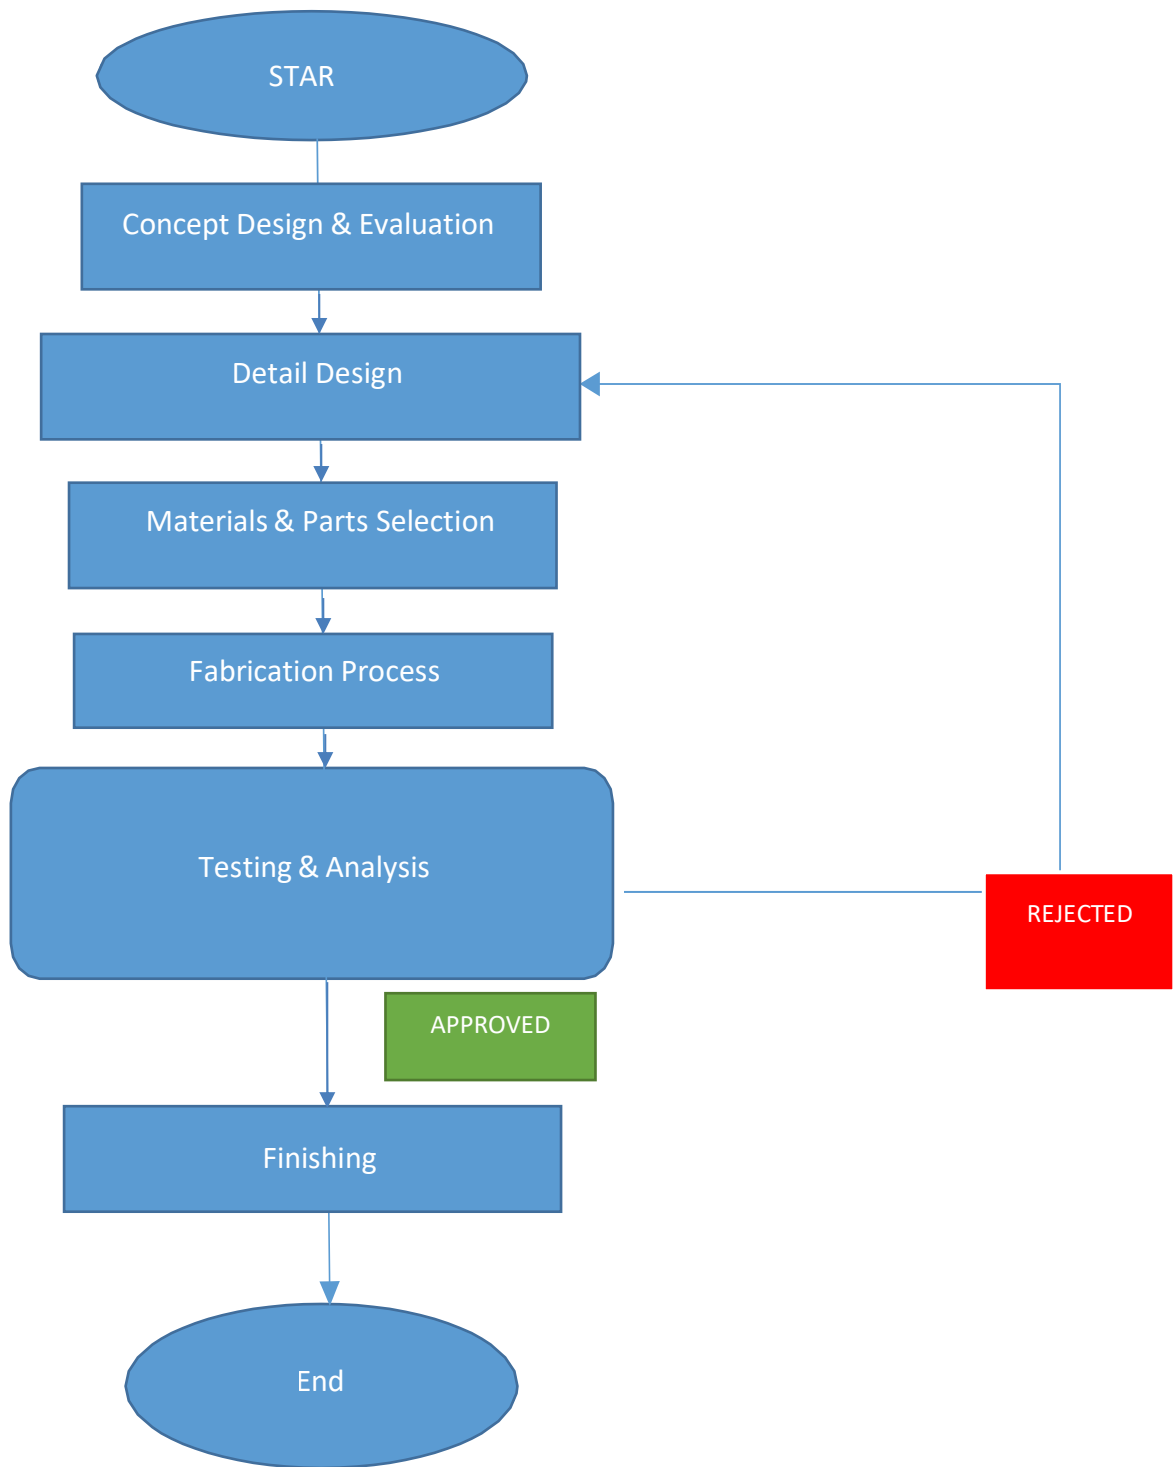 STAR
Concept Design & Evaluation
Detail Design
Materials & Parts Selection
Fabrication Process
Testing & Analysis
REJECTED
APPROVED
Finishing
End